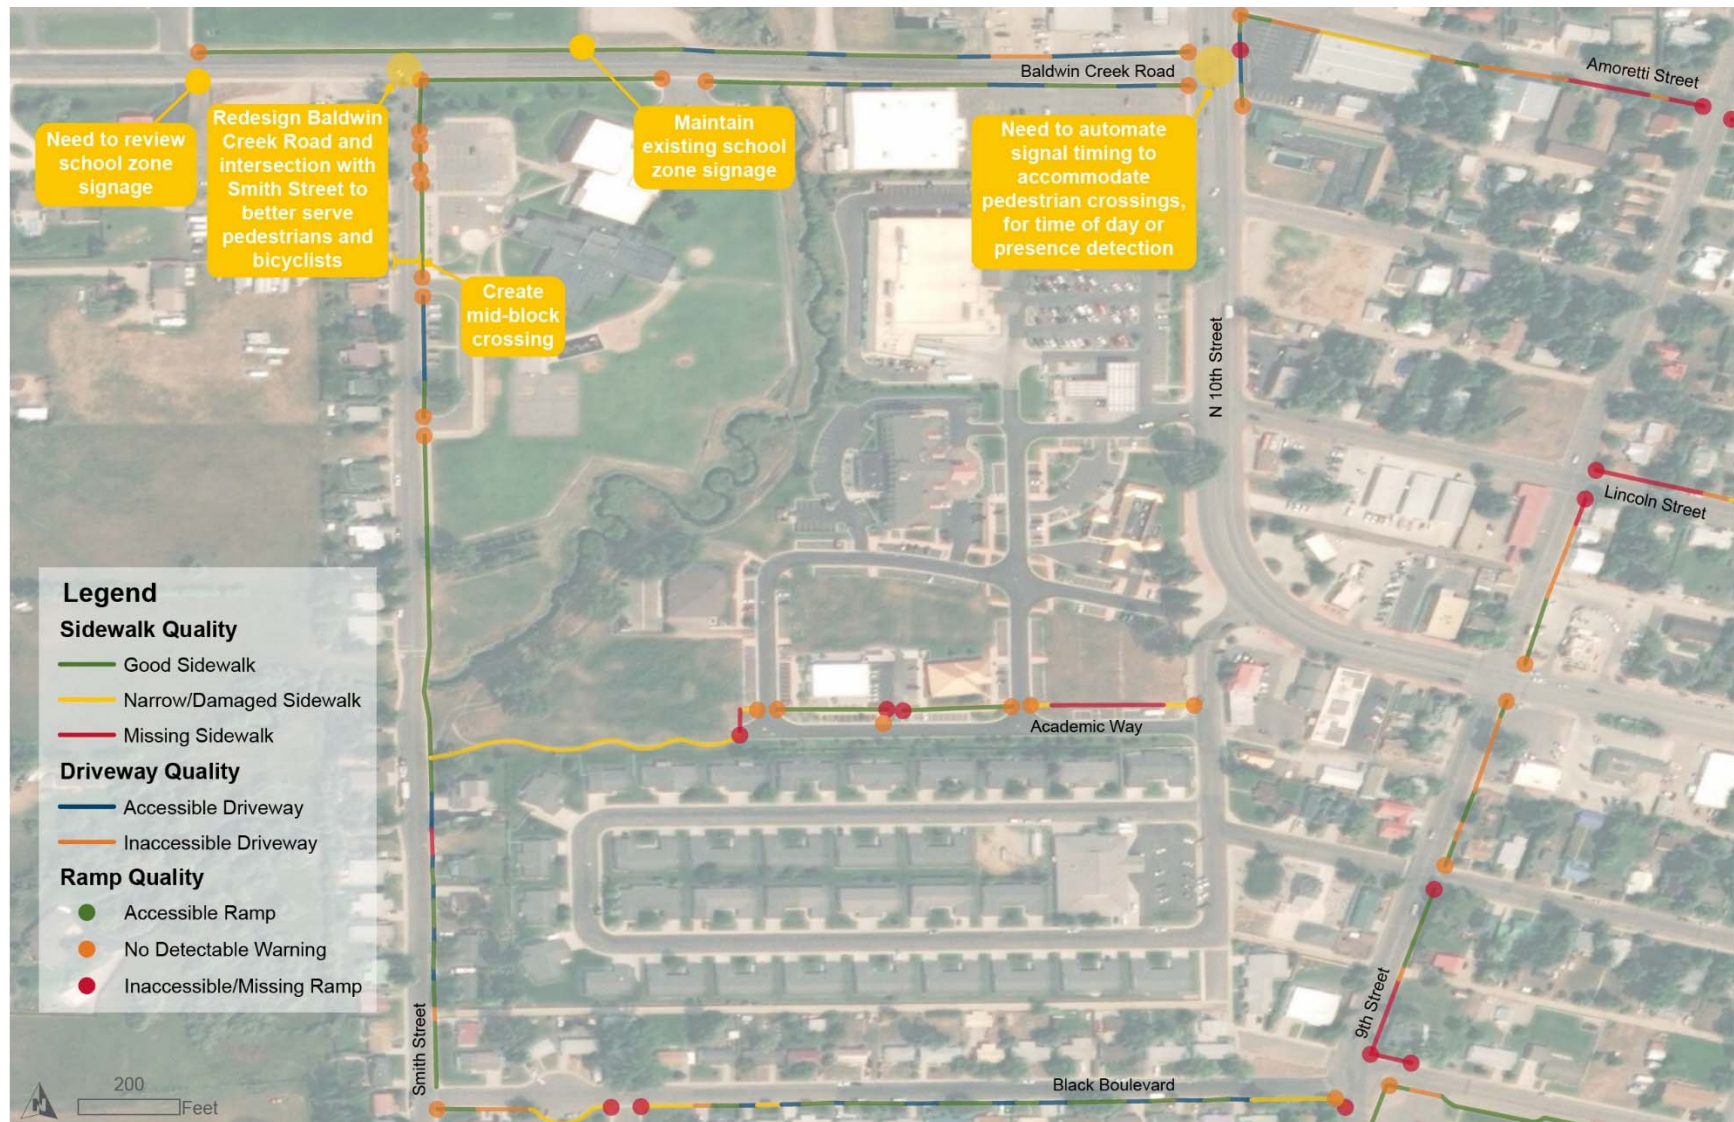 Baldwin Creek Road
Amoretti Street
Need to review
school zone
signage
Redesign Baldwin
Creek Road and
intersection with
Smith Street to
better serve
pedestrians and
bicyclists
Maintain
existing school
zone signage
Need to automate
signal timing to
accommodate
pedestrian crossings,
for time of day or
presence detection
Create
mid-block
crossing
N 10th Street
Lincoln Street
Legend
Sidewalk Quality
Good Sidewalk
Narrow/Damaged Sidewalk
Missing Sidewalk
Driveway Quality
Accessible Driveway
Inaccessible Driveway
Ramp Quality
Accessible Ramp
No Detectable Warning
Inaccessible/Missing Ramp
Academic Way
Smith Street
9th Street
Black Boulevard
N
200
Feet